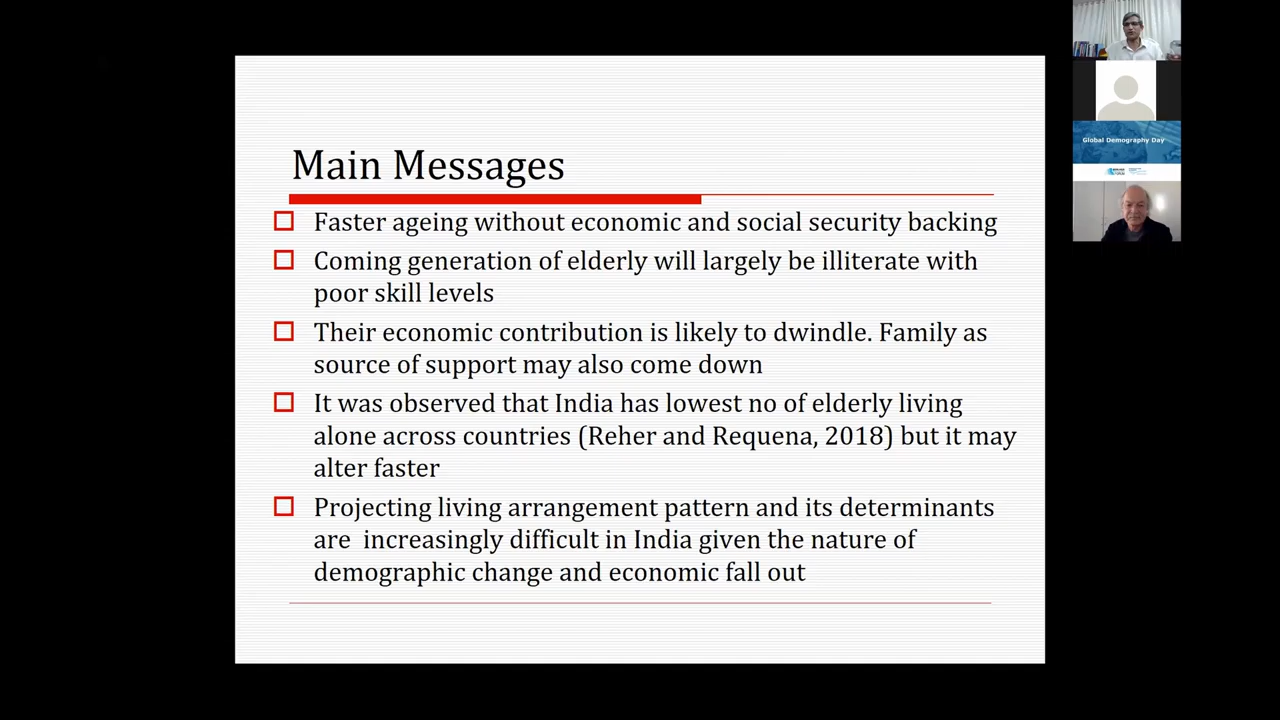 Main Messages
Faster ageing without economic and social security backing
Coming generation of elderly will largely be illiterate with
poor skill levels
Their economic contribution is likely to dwindle. Family as
source of support may also come down
It was observed that India has lowest no of elderly living
alone across countries (Reher and Requena, 2018) but it may
alter faster
Projecting living arrangement pattern and its determinants
are  increasingly difficult in India given the nature of
demographic change and economic fall out
Global Demography Day